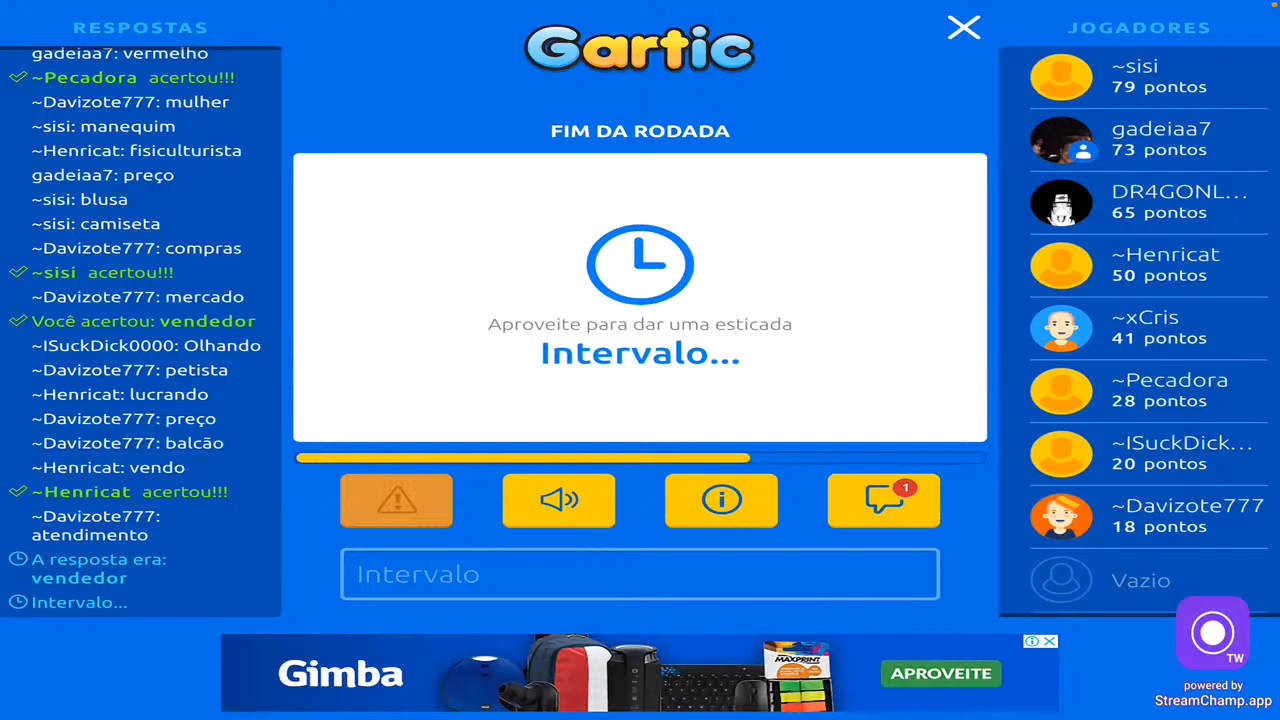 RESPOSTAS
gadeiaa7: vermelho
~Pecadora acertou!!!
~Davizote777: mulher
~sisi: manequim
~Henricat: fisiculturista
gadeiaa7: preço
~sisi: blusa
~sisi: camiseta
~Davizote777: compras
~sisi acertou!!!
~Davizote777: mercado
Você acertou: vendedor
~ISuckDick0000: Olhando
~Davizote777: petista
~Henricat: lucrando
~Davizote777: preço
~Davizote777: balcão
~Henricat: vendo
~Henricat acertou!!!
~Davizote777:
atendimento
A resposta era:
vendedor
Intervalo...
Gartic
FIM DA RODADA
Aproveite para dar uma esticada
Intervalo...
1
Intervalo
JOGADORES
~sisi
79 pontos
gadeiaa7
73 pontos
DR4GONL...
65 pontos
~Henricat
50 pontos
~xCris
41 pontos
~Pecadora
28 pontos
~ISuckDick...
20 pontos
~Davizote777
18 pontos
Vazio
Gimba
MAXPRINT
APROVEITE
TW
powered by
StreamChamp.app